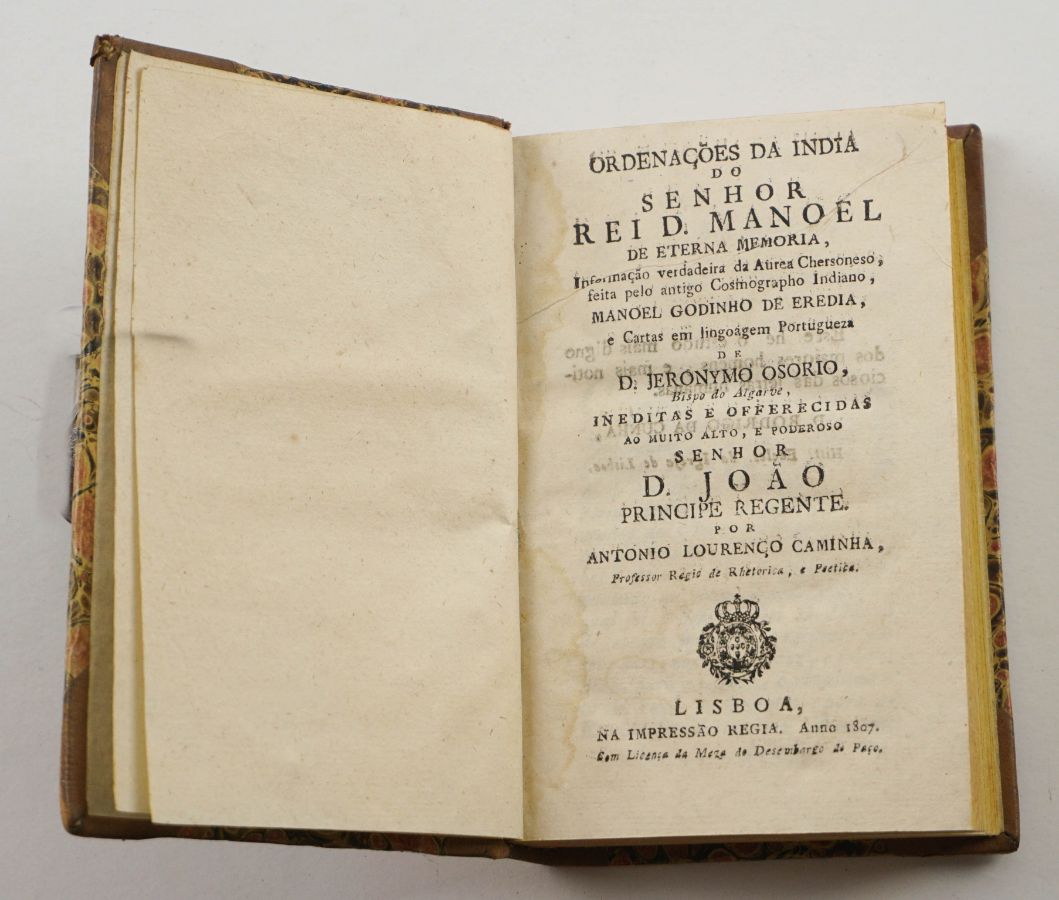 ORDENAÇÕES DA INDIA
DO
SENHOR
REI D. MANOEL
DE ETERNA MEMORIA,
Informação verdadeira da Aurea Chersoneso,
feita pelo antigo Cosmographo Indiano,
MANOEL GODINHO DE EREDIA,
e Cartas em lingoagem Portugueza
DE
D. JERONYMO OSORIO,
Bispo do Algarve,
INEDITAS E OFFERECIDAS
AO MUITO ALTO, E PODEROSO
SENHOR
D. JOÃO
PRINCIPE REGENTE.
POR
ANTONIO LOURENÇO CAMINHA,
Professor Regio de Rhetorica, e Poetica.
LISBOA,
NA IMPRESSÃO REGIA. Anno 1807.
Com Licença da Meza do Desembargo do Paço.